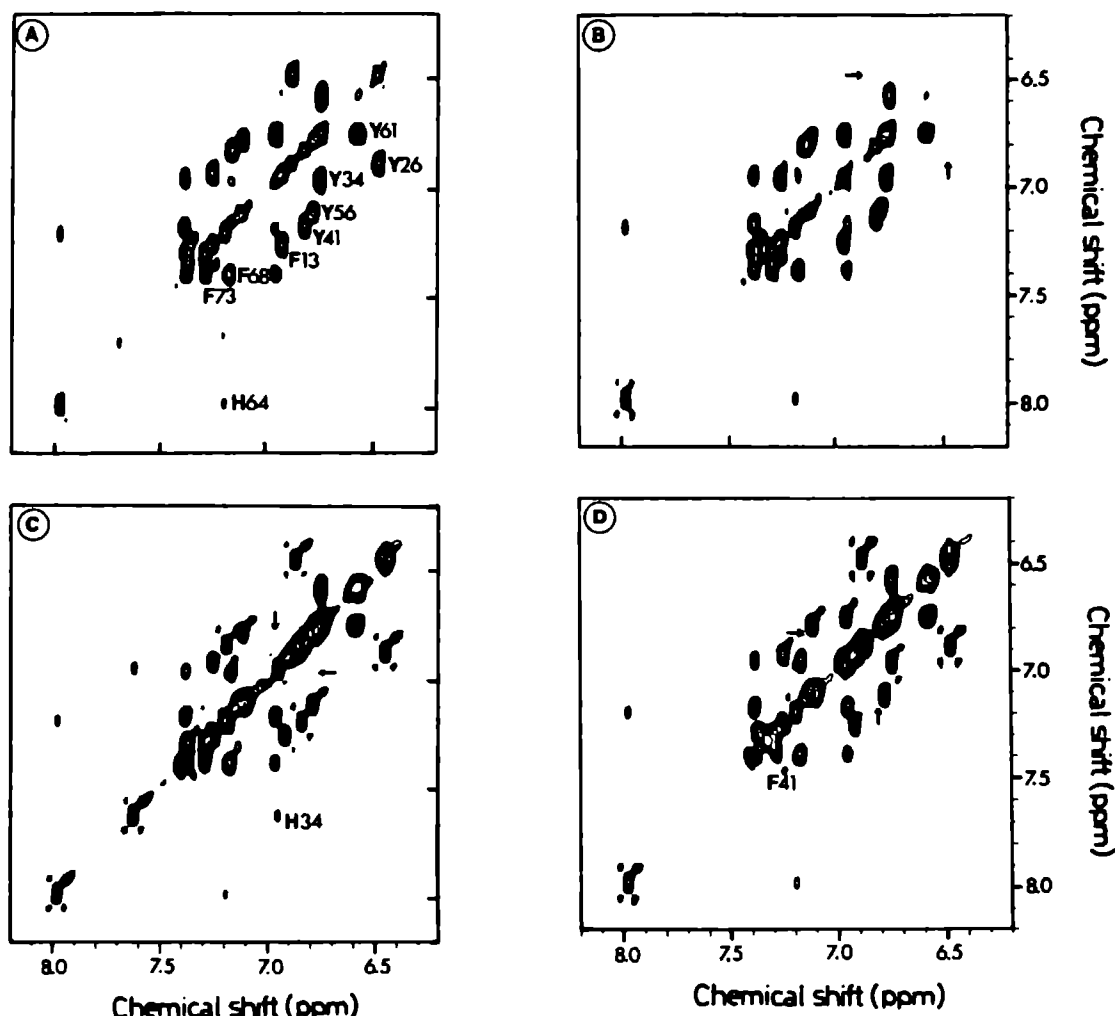 A
Y61
Y26
Y34
Y56
Y41
F13
F68
F73
H64
B
6.5
7.0
7.5
8.0
Chemical shift (ppm)
C
H34
8.0
7.5
7.0
6.5
Chemical shift (ppm)
D
F41
6.5
7.0
7.5
8.0
Chemical shift (ppm)
8.0
7.5
7.0
6.5
Chemical shift (ppm)